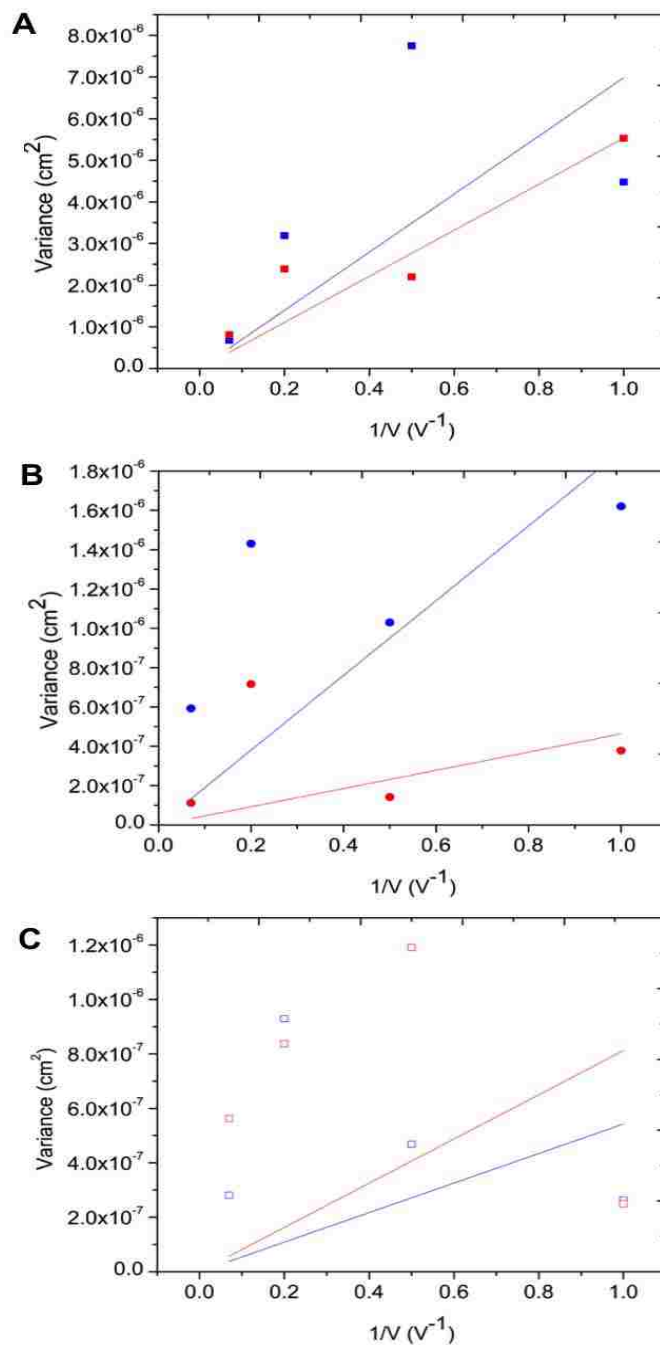 A
8.0x10-6
7.0x10-6
6.0x10-6
5.0x10-6
4.0x10-6
3.0x10-6
2.0x10-6
1.0x10-6
0.0
Variance (cm2)
0.0 0.2 0.4 0.6 0.8 1.0
1/V (V-1)
B
1.8x10-6
1.6x10-6
1.4x10-6
1.2x10-6
1.0x10-6
8.0x10-7
6.0x10-7
4.0x10-7
2.0x10-7
0.0
Variance (cm2)
0.0 0.2 0.4 0.6 0.8 1.0
1/V (V-1)
C
1.2x10-6
1.0x10-6
8.0x10-7
6.0x10-7
4.0x10-7
2.0x10-7
0.0
Variance (cm2)
0.0 0.2 0.4 0.6 0.8 1.0
1/V (V-1)